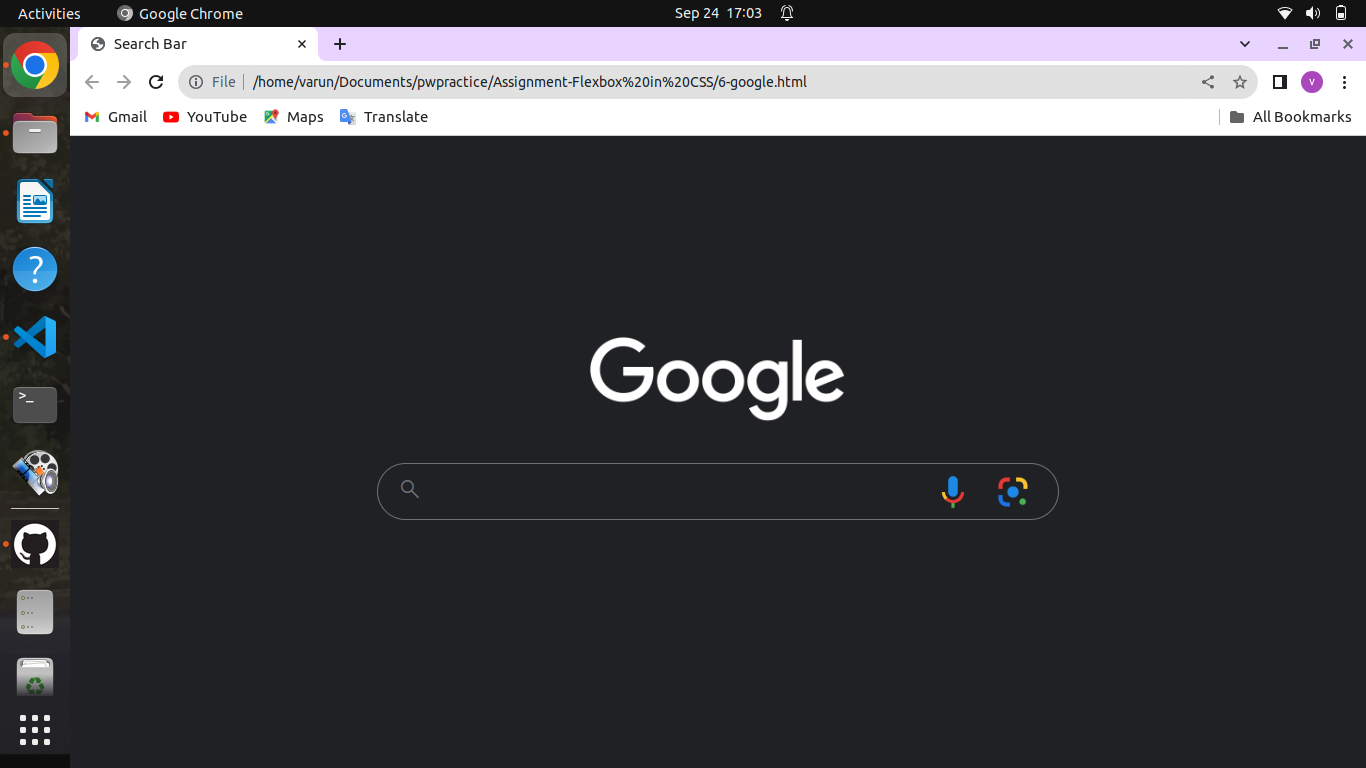 Activities Google Chrome Sep 24 17:03
Search Bar
File /home/varun/Documents/pwpractice/Assignment-Flexbox%20in%20CSS/6-google.html V
Gmail YouTube Maps Translate All Bookmarks
Google